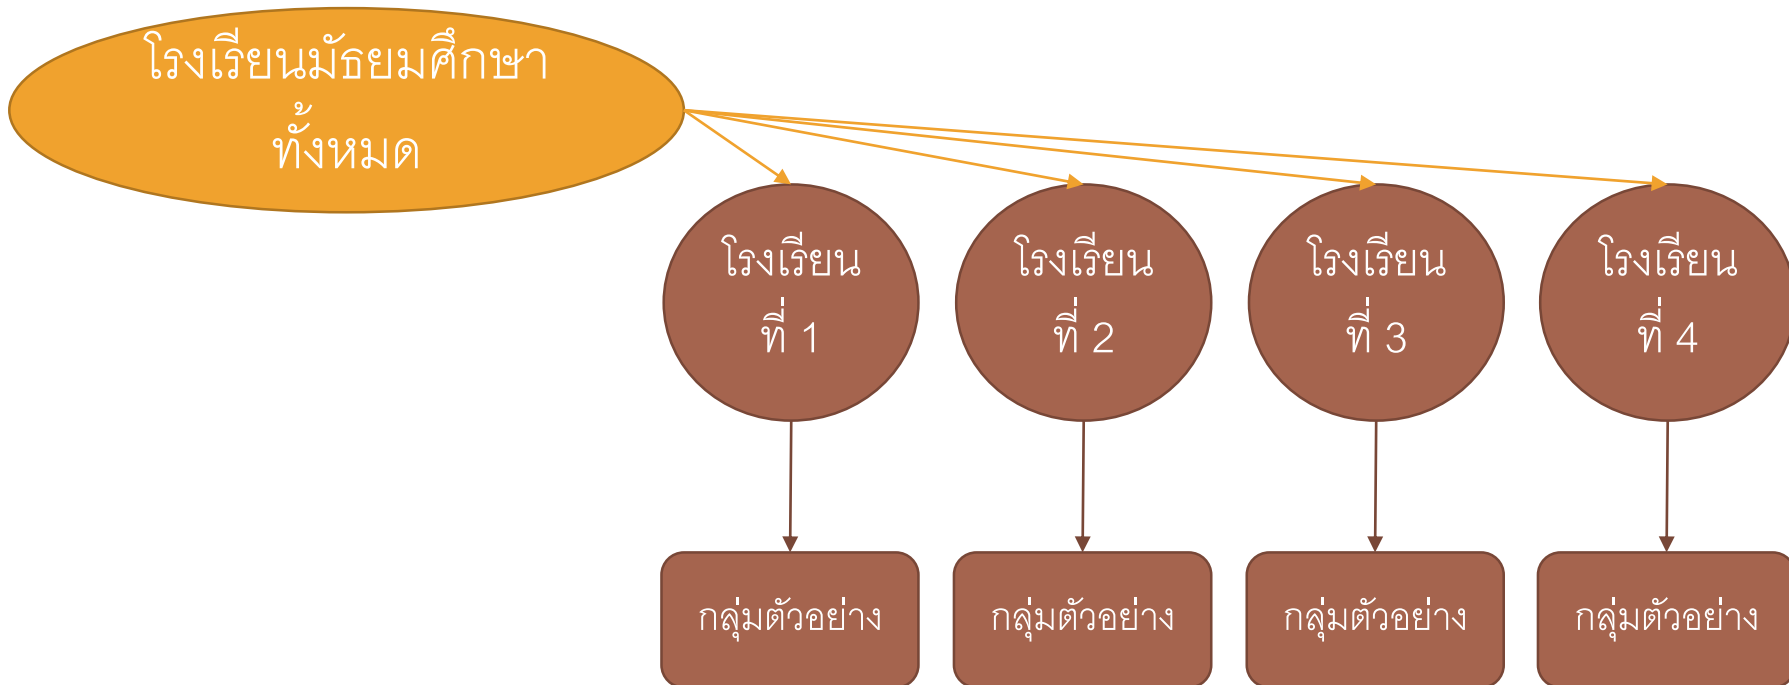 โรงเรียนมัธยมศึกษา
ทั้งหมด
โรงเรียน
ที่ 1
โรงเรียน
ที่ 2
โรงเรียน
ที่ 3
โรงเรียน
ที่ 4
กลุ่มตัวอย่าง
กลุ่มตัวอย่าง
กลุ่มตัวอย่าง
กลุ่มตัวอย่าง